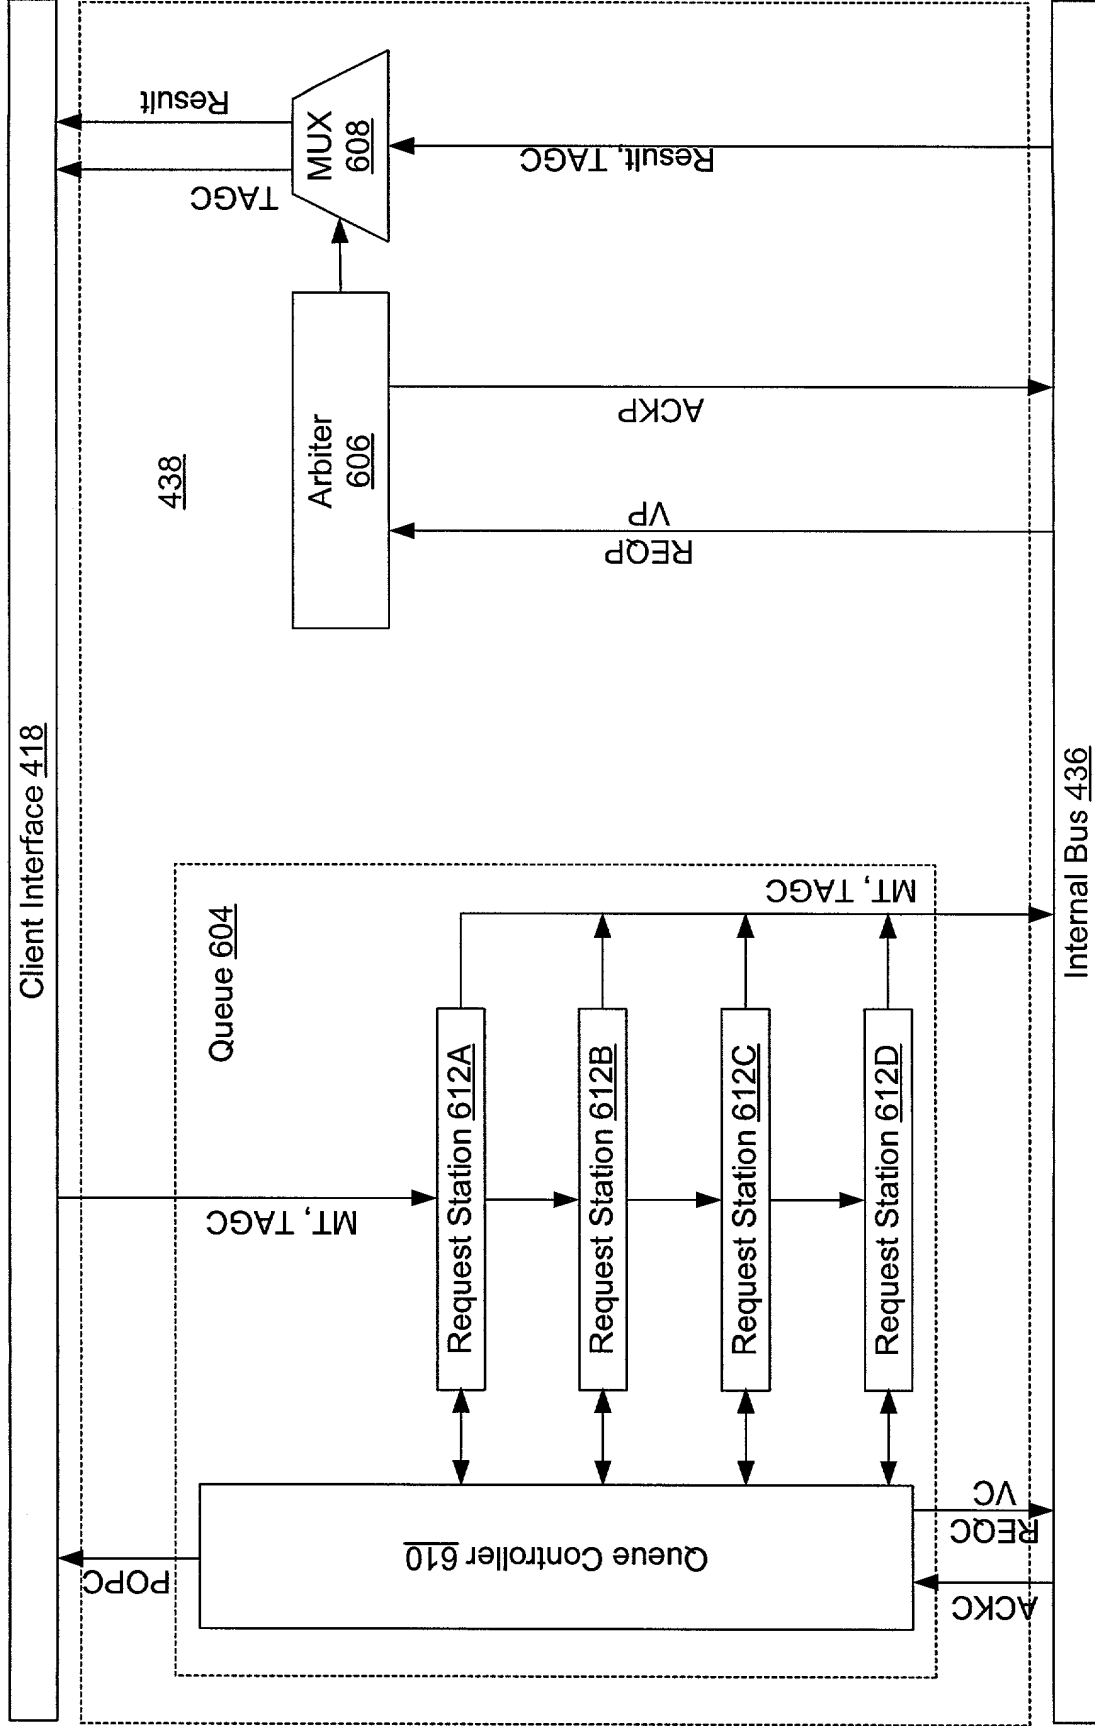 Client Interface 418
Result
TAGC
MUX
608
Result, TAGC
438
Arbiter
606
ACKP
VP
REQP
Queue 604
MT, TAGC
MT, TAGC
Request Station 612A
Request Station 612B
Request Station 612C
Request Station 612D
Queue Controller 610
POPC
VC
REQC
ACKC
Internal Bus 436